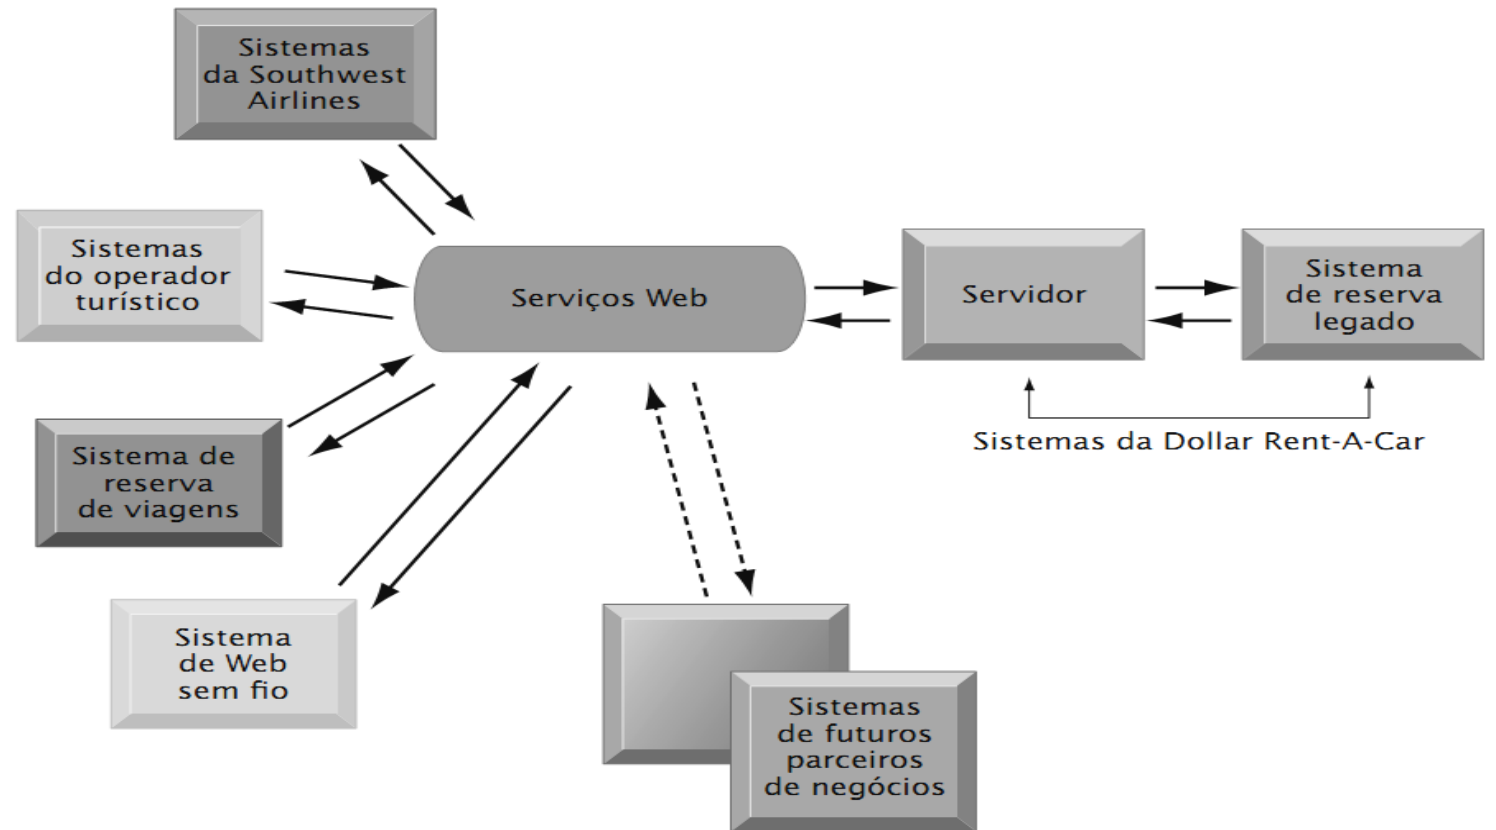 Sistemas
da Southwest
Airlines
Sistemas
do operador
turístico
Serviços Web
Servidor
Sistema
de reserva
legado
Sistemas da Dollar Rent-A-Car
Sistema de
reserva
de viagens
Sistema
de Web
sem fio
Sistemas
de futuros
parceiros
de negócios